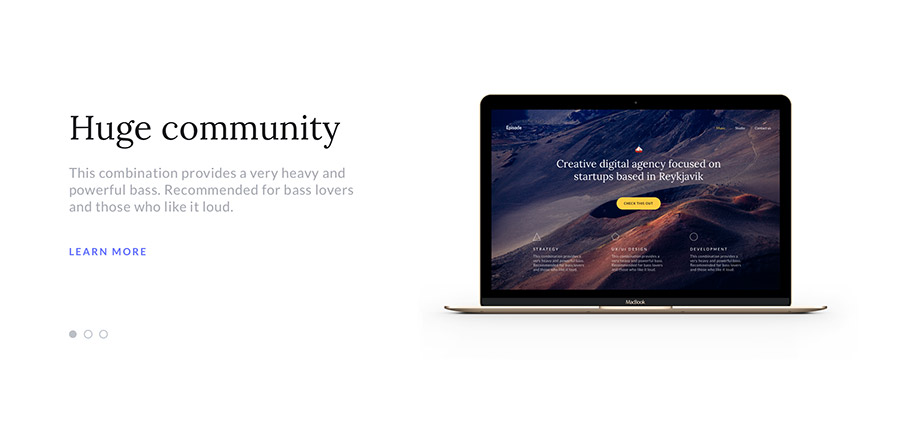 Huge community
This combination provides a very heavy and
powerful bass. Recommended for bass lovers
and those who like it loud.
LEARN MORE
Episode
Music
Studio
Contact us
Creative digital agency focused on
startups based in Reykjavik
CHECK THIS OUT
STRATEGY
This combination provides a
very heavy and powerful bass.
Recommended for bass lovers
and those who like it loud.
UX/UI DESIGN
This combination provides a
very heavy and powerful bass.
Recommended for bass lovers
and those who like it loud.
DEVELOPMENT
This combination provides a
very heavy and powerful bass.
Recommended for bass lovers
and those who like it loud.
MacBook